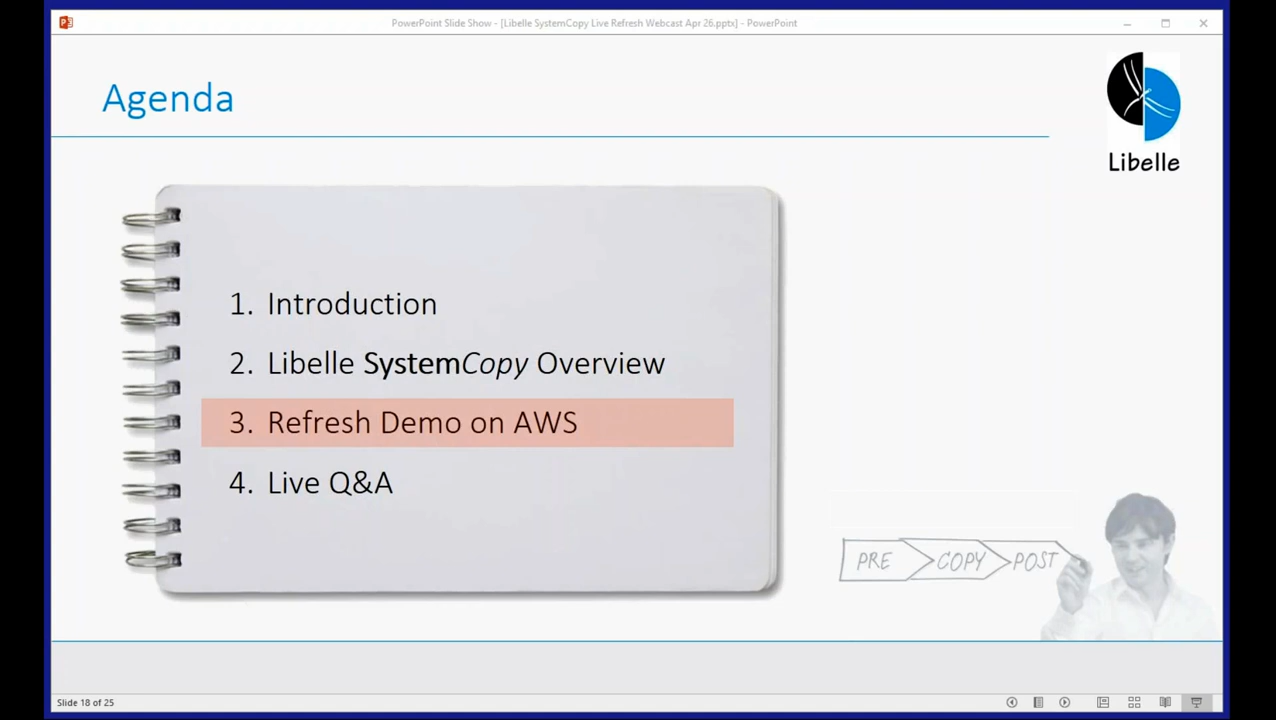 PowerPoint Slide Show - [Libelle SystemCopy Live Refresh Webcast Apr 26.pptx] - PowerPoint
Agenda
Libelle
1. Introduction
2. Libelle SystemCopy Overview
3. Refresh Demo on AWS
4. Live Q&A
PRE COPY POST
Slide 18 of 25